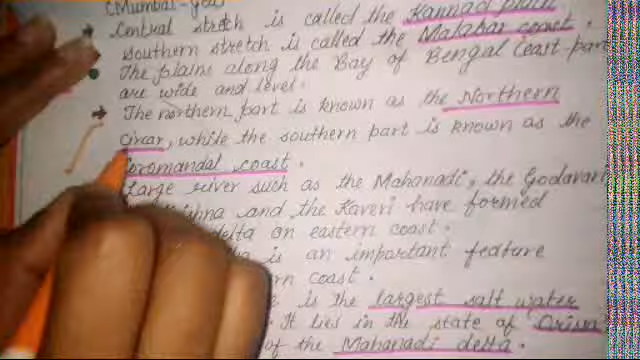 (Mumbai-
Central stretch is called the Kannad plain
southern stretch is called the Malabar coast.
The plains along the Bay of Bengal (east part
are wide and level.
The northern part is known as the Northern
circar, while the southern part is known as the
coromandal coast.
Large river such as the Mahanadi, the Godavari
and the Kaveri have formed
delta on eastern coast.
is an important feature
coast.
is the largest salt water
. It lies in the state of Orissa
of the Mahanadi delta.